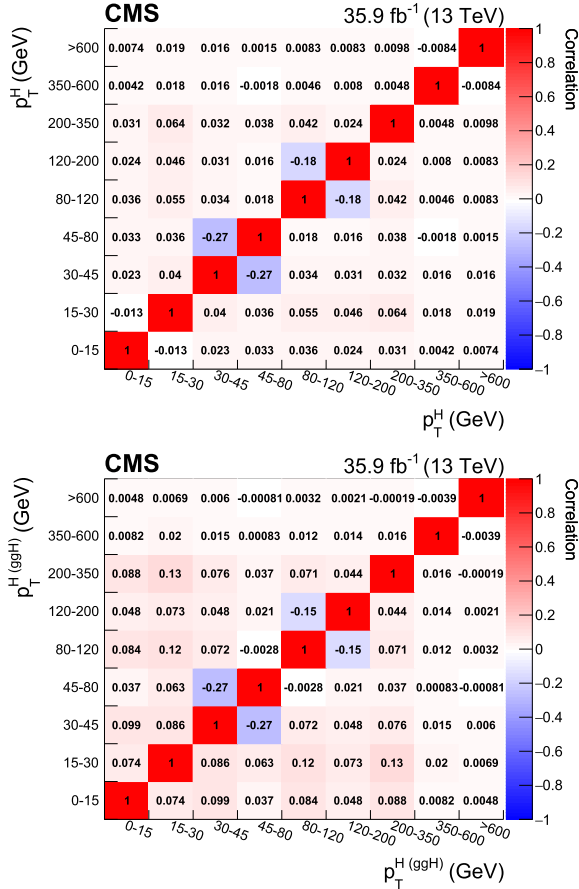 CMS 35.9 fb⁻¹ (13 TeV)
p_T^H (GeV)
>600 0.0074 0.019 0.016 0.0015 0.0083 0.0083 0.0098 -0.0084 1
350-600 0.0042 0.018 0.016 -0.0018 0.0046 0.008 0.0048 1 -0.0084
200-350 0.031 0.064 0.032 0.038 0.042 0.024 1 0.0048 0.0098
120-200 0.024 0.046 0.031 0.016 -0.18 1 0.024 0.008 0.0083
80-120 0.036 0.055 0.034 0.018 1 -0.18 0.042 0.0046 0.0083
45-80 0.033 0.036 -0.27 1 0.018 0.016 0.038 -0.0018 0.0015
30-45 0.023 0.04 1 -0.27 0.034 0.031 0.032 0.016 0.016
15-30 -0.013 1 0.04 0.036 0.055 0.046 0.064 0.018 0.019
0-15 1 -0.013 0.023 0.033 0.036 0.024 0.031 0.0042 0.0074
0-15 15-30 30-45 45-80 80-120 120-200 200-350 350-600 >600
p_T^H (GeV)
1
0.8
0.6
0.4
0.2
0
−0.2
−0.4
−0.6
−0.8
−1
Correlation
CMS 35.9 fb⁻¹ (13 TeV)
p_T^H (ggH) (GeV)
>600 0.0048 0.0069 0.006 -0.00081 0.0032 0.0021 -0.00019 -0.0039 1
350-600 0.0082 0.02 0.015 0.00083 0.012 0.014 0.016 1 -0.0039
200-350 0.088 0.13 0.076 0.037 0.071 0.044 1 0.016 -0.00019
120-200 0.048 0.073 0.048 0.021 -0.15 1 0.044 0.014 0.0021
80-120 0.084 0.12 0.072 -0.0028 1 -0.15 0.071 0.012 0.0032
45-80 0.037 0.063 -0.27 1 -0.0028 0.021 0.037 0.00083 -0.00081
30-45 0.099 0.086 1 -0.27 0.072 0.048 0.076 0.015 0.006
15-30 0.074 1 0.086 0.063 0.12 0.073 0.13 0.02 0.0069
0-15 1 0.074 0.099 0.037 0.084 0.048 0.088 0.0082 0.0048
0-15 15-30 30-45 45-80 80-120 120-200 200-350 350-600 >600
p_T^H (ggH) (GeV)
1
0.8
0.6
0.4
0.2
0
−0.2
−0.4
−0.6
−0.8
−1
Correlation